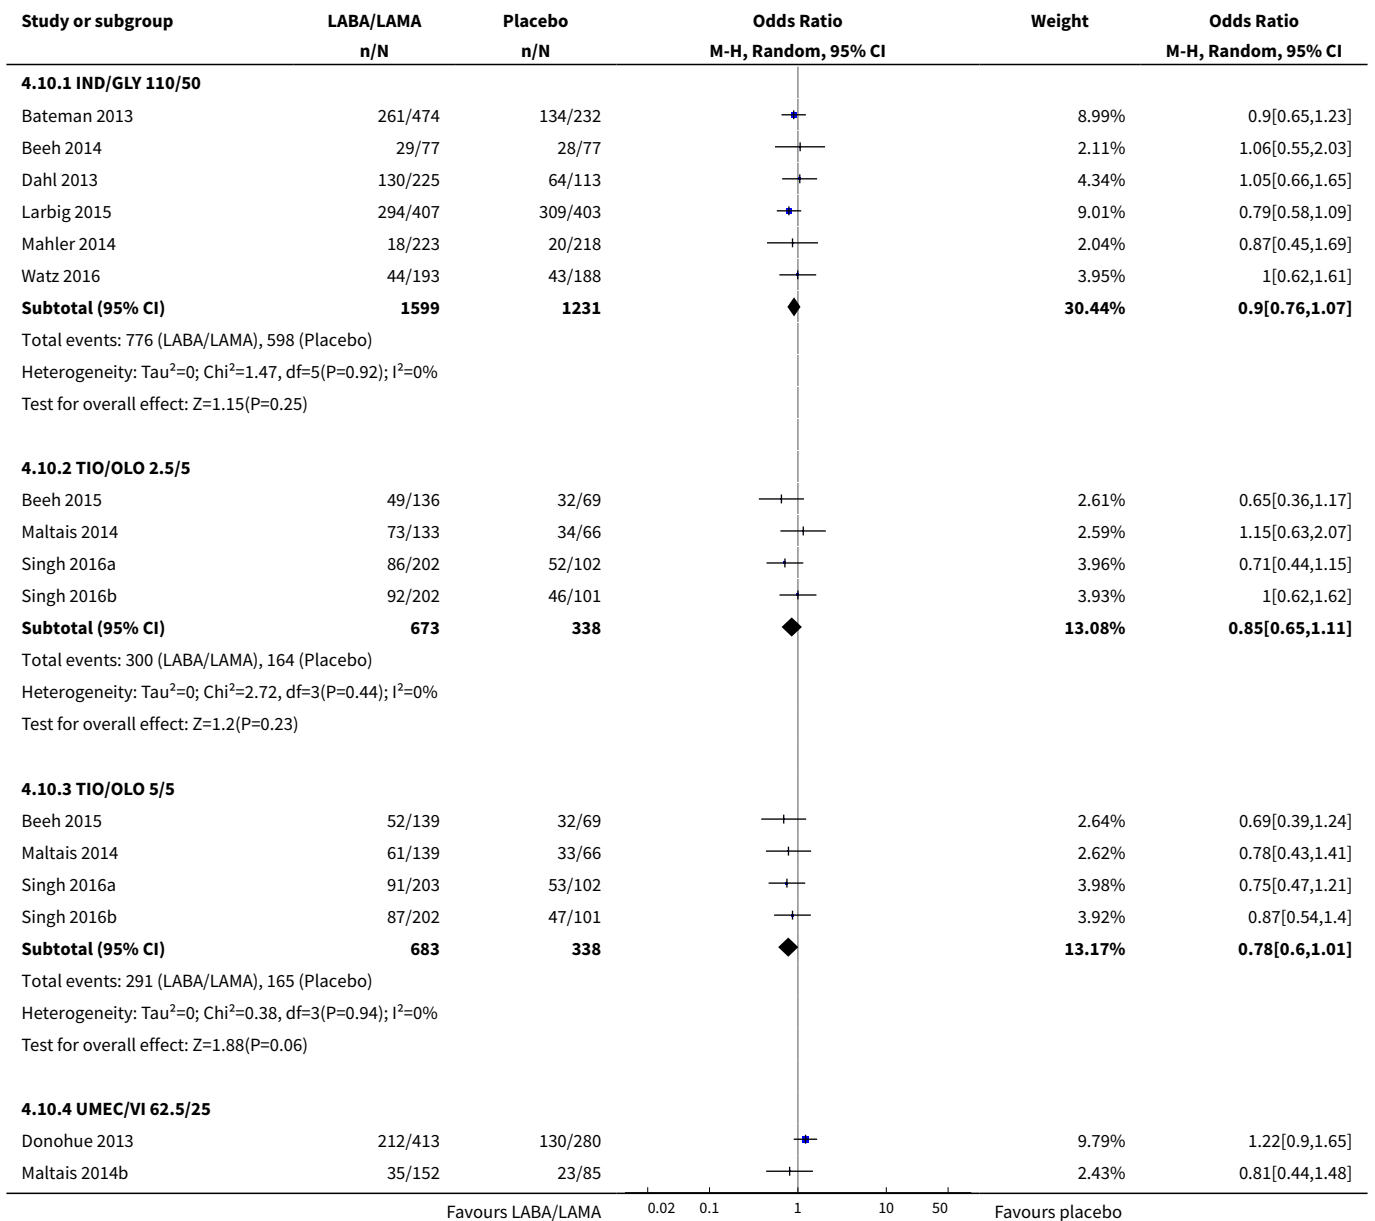 Study or subgroup LABA/LAMA Placebo Odds Ratio Weight Odds Ratio
n/N n/N M-H, Random, 95% CI M-H, Random, 95% CI
4.10.1 IND/GLY 110/50
Bateman 2013 261/474 134/232 8.99% 0.9[0.65,1.23]
Beeh 2014 29/77 28/77 2.11% 1.06[0.55,2.03]
Dahl 2013 130/225 64/113 4.34% 1.05[0.66,1.65]
Larbig 2015 294/407 309/403 9.01% 0.79[0.58,1.09]
Mahler 2014 18/223 20/218 2.04% 0.87[0.45,1.69]
Watz 2016 44/193 43/188 3.95% 1[0.62,1.61]
Subtotal (95% CI) 1599 1231 30.44% 0.9[0.76,1.07]
Total events: 776 (LABA/LAMA), 598 (Placebo)
Heterogeneity: Tau²=0; Chi²=1.47, df=5(P=0.92); I²=0%
Test for overall effect: Z=1.15(P=0.25)
4.10.2 TIO/OLO 2.5/5
Beeh 2015 49/136 32/69 2.61% 0.65[0.36,1.17]
Maltais 2014 73/133 34/66 2.59% 1.15[0.63,2.07]
Singh 2016a 86/202 52/102 3.96% 0.71[0.44,1.15]
Singh 2016b 92/202 46/101 3.93% 1[0.62,1.62]
Subtotal (95% CI) 673 338 13.08% 0.85[0.65,1.11]
Total events: 300 (LABA/LAMA), 164 (Placebo)
Heterogeneity: Tau²=0; Chi²=2.72, df=3(P=0.44); I²=0%
Test for overall effect: Z=1.2(P=0.23)
4.10.3 TIO/OLO 5/5
Beeh 2015 52/139 32/69 2.64% 0.69[0.39,1.24]
Maltais 2014 61/139 33/66 2.62% 0.78[0.43,1.41]
Singh 2016a 91/203 53/102 3.98% 0.75[0.47,1.21]
Singh 2016b 87/202 47/101 3.92% 0.87[0.54,1.4]
Subtotal (95% CI) 683 338 13.17% 0.78[0.6,1.01]
Total events: 291 (LABA/LAMA), 165 (Placebo)
Heterogeneity: Tau²=0; Chi²=0.38, df=3(P=0.94); I²=0%
Test for overall effect: Z=1.88(P=0.06)
4.10.4 UMEC/VI 62.5/25
Donohue 2013 212/413 130/280 9.79% 1.22[0.9,1.65]
Maltais 2014b 35/152 23/85 2.43% 0.81[0.44,1.48]
Favours LABA/LAMA 0.02 0.1 1 10 50 Favours placebo